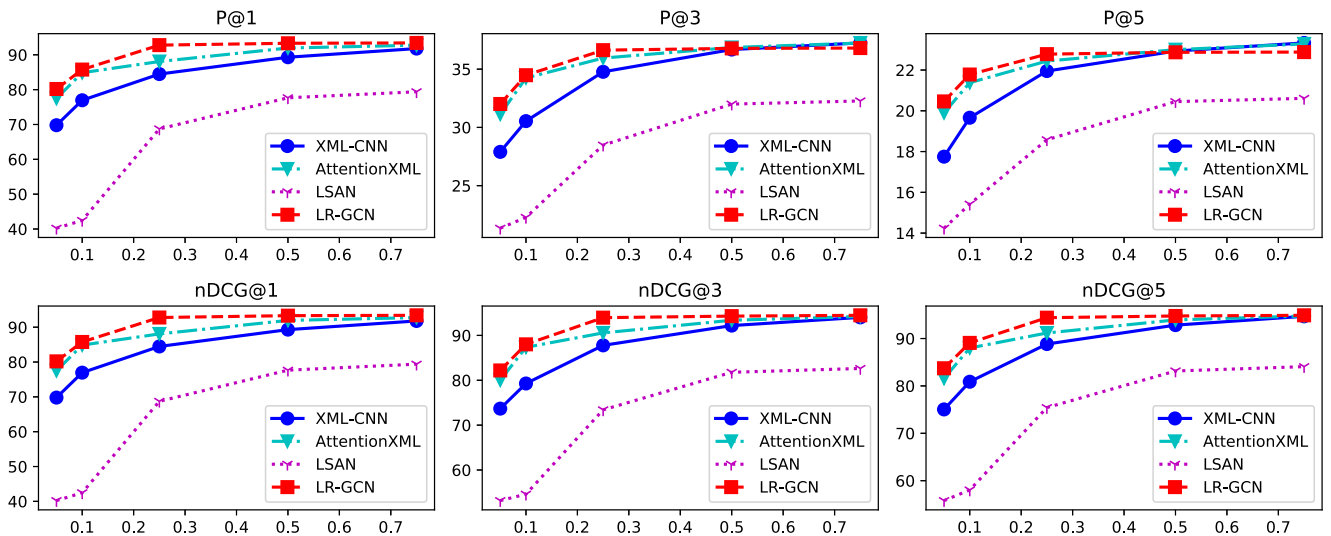 P@1
90
80
70
60
50
40
0.1 0.2 0.3 0.4 0.5 0.6 0.7
XML-CNN
AttentionXML
LSAN
LR-GCN
P@3
35
30
25
0.1 0.2 0.3 0.4 0.5 0.6 0.7
XML-CNN
AttentionXML
LSAN
LR-GCN
P@5
22
20
18
16
14
0.1 0.2 0.3 0.4 0.5 0.6 0.7
XML-CNN
AttentionXML
LSAN
LR-GCN
nDCG@1
90
80
70
60
50
40
0.1 0.2 0.3 0.4 0.5 0.6 0.7
XML-CNN
AttentionXML
LSAN
LR-GCN
nDCG@3
90
80
70
60
0.1 0.2 0.3 0.4 0.5 0.6 0.7
XML-CNN
AttentionXML
LSAN
LR-GCN
nDCG@5
90
80
70
60
0.1 0.2 0.3 0.4 0.5 0.6 0.7
XML-CNN
AttentionXML
LSAN
LR-GCN